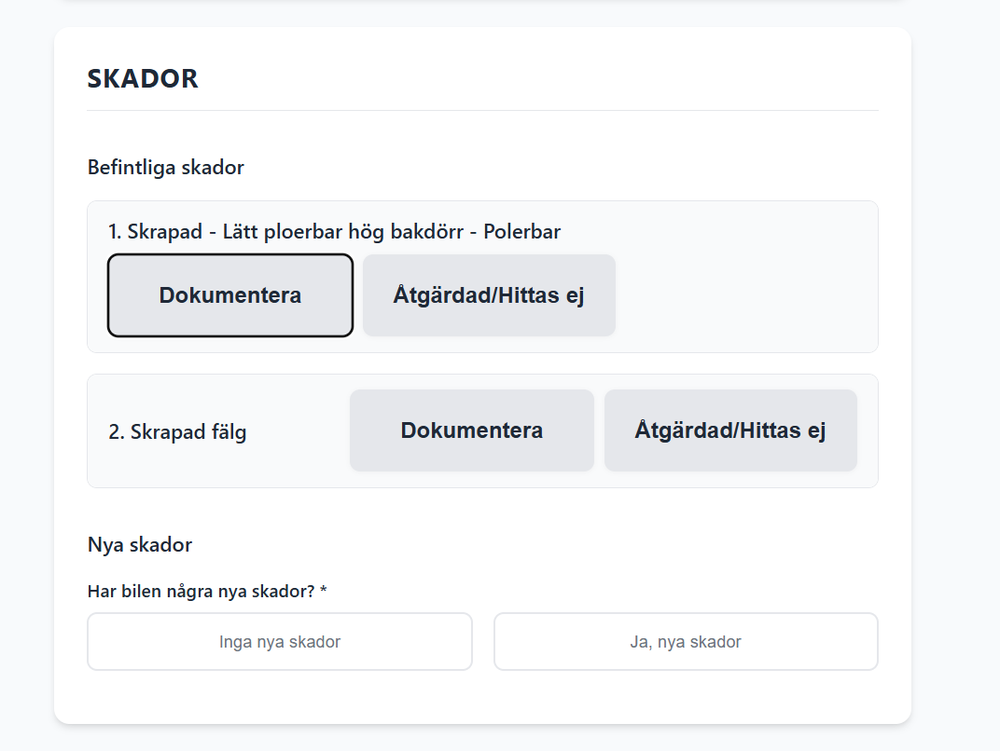 SKADOR
Befintliga skador
1. Skrapad - Lätt ploerbar hög bakdörr - Polerbar
Dokumentera
Åtgärdad/Hittas ej
2. Skrapad fälg
Dokumentera
Åtgärdad/Hittas ej
Nya skador
Har bilen några nya skador? *
Inga nya skador
Ja, nya skador